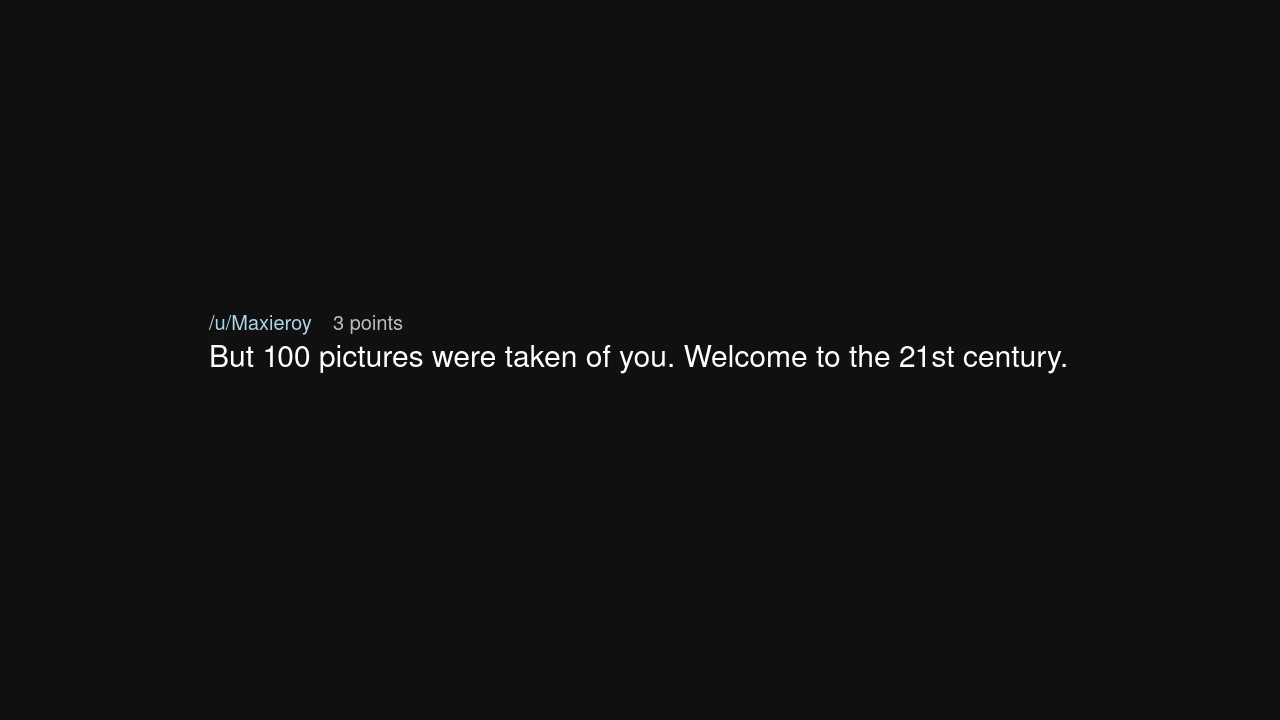 /u/Maxieroy 3 points
But 100 pictures were taken of you. Welcome to the 21st century.